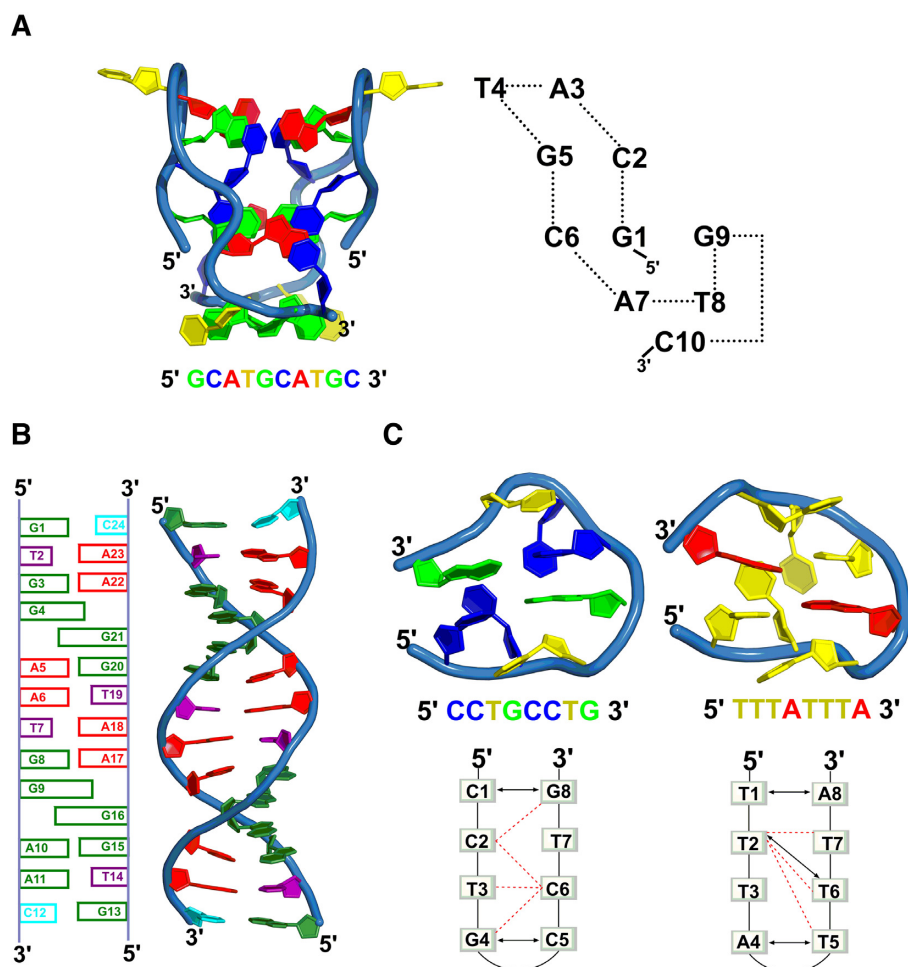 A
T4 A3
G5 C2
C6 G1 G9
5'
A7 T8
C10
3'
5' 5'
3' 3'
5' GCATGCATGC 3'
B
5' 3'
G1 C24
T2 A23
G3 A22
G4
G21
A5 G20
A6 T19
T7 A18
G8 A17
G9
G16
A10 G15
A11 T14
C12 G13
3' 5'
5' 3'
3' 5'
C
3'
5'
5' CCTGCCTG 3'
3'
5'
5' TTTATTTA 3'
5' 3'
C1 G8
C2 T7
T3 C6
G4 C5
5' 3'
T1 A8
T2 T7
T3 T6
A4 T5